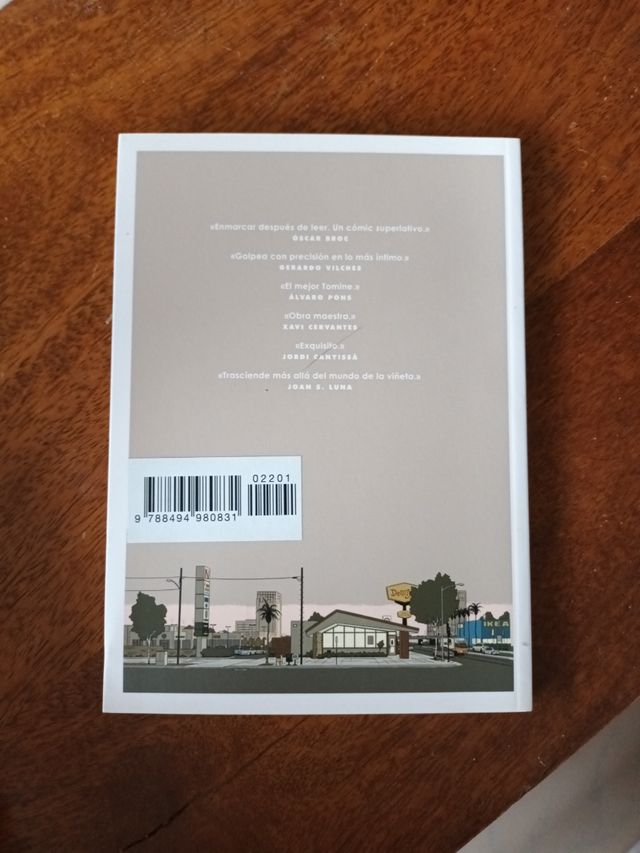 «Enmarcar después de leer. Un cómic superlativo.»
ÓSCAR BROC
«Golpea con precisión en lo más íntimo.»
GERARDO VILCHES
«El mejor Tomine.»
ÁLVARO PONS
«Obra maestra.»
XAVI CERVANTES
«Exquisito.»
JORDI CANTISSÀ
«Trasciende más allá del mundo de la viñeta.»
JOAN S. LUNA
02201
9 788494 980831
Denny's
IKEA